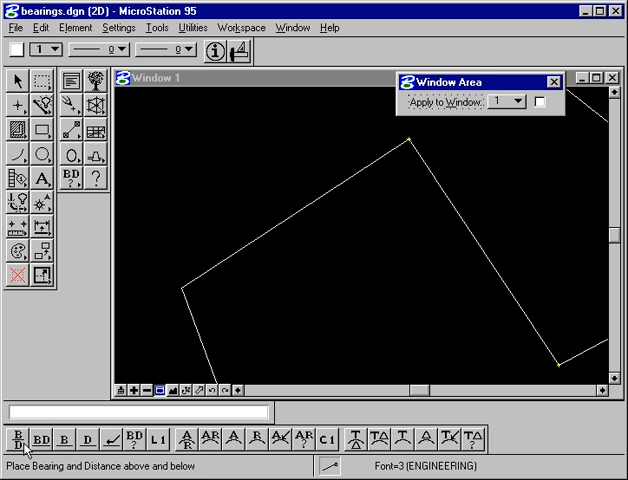 bearings.dgn (2D) - MicroStation 95
File Edit Element Settings Tools Utilities Workspace Window Help
1 0 0
Window 1
Window Area
Apply to Window: 1
A
BD
?
?
B
D
BD
B
D
BD
?
L1
A
R
AR
A
R
A
AR
?
C1
T
△
T△
T
△
T
T△
?
Place Bearing and Distance above and below
Font=3 (ENGINEERING)